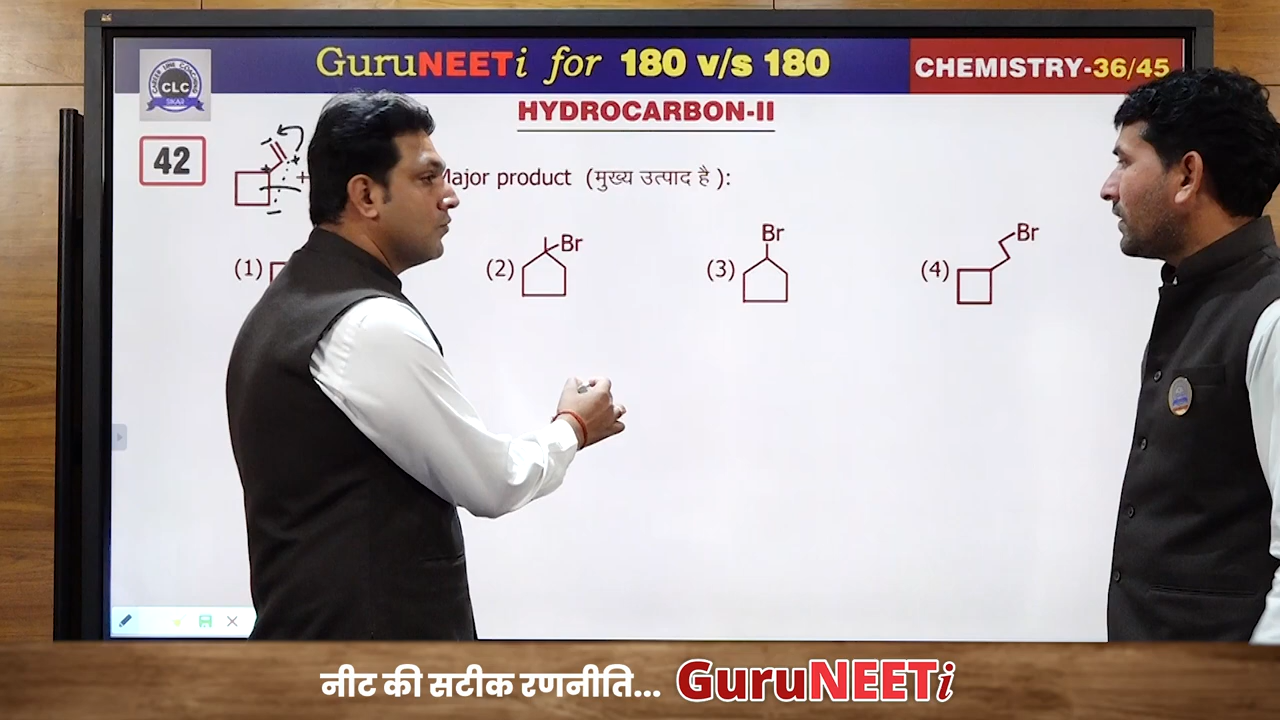 GuruNEETi for 180 v/s 180
CHEMISTRY-36/45
CLC
SIKAR
HYDROCARBON-II
42
+
Major product (मुख्य उत्पाद है ):
(1)
(2) Br
(3) Br
(4) Br
नीट की सटीक रणनीति... GuruNEETi